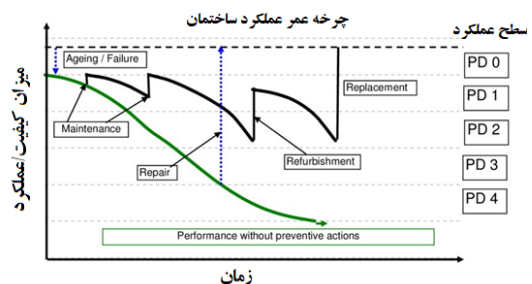 چرخه عمر عملکرد ساختمان
سطح عملکرد
Ageing / Failure
PD 0
Replacement
PD 1
Maintenance
PD 2
Repair
Refurbishment
PD 3
PD 4
Performance without preventive actions
میزان کیفیت/عملکرد
زمان